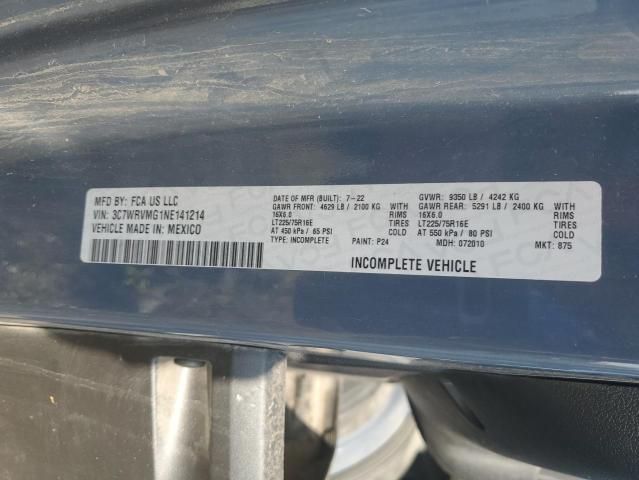 MFD BY: FCA US LLC
VIN: 3C7WRVMG1NE141214
VEHICLE MADE IN: MEXICO
DATE OF MFR (BUILT): 7-22 GVWR: 9350 LB / 4242 KG
GAWR FRONT: 4629 LB / 2100 KG WITH GAWR REAR: 5291 LB / 2400 KG WITH
16X6.0 RIMS 16X6.0 RIMS
LT225/75R16E TIRES LT225/75R16E TIRES
AT 450 kPa / 65 PSI COLD AT 550 kPa / 80 PSI COLD
TYPE: INCOMPLETE PAINT: P24 MDH: 072010 MKT: 875
INCOMPLETE VEHICLE